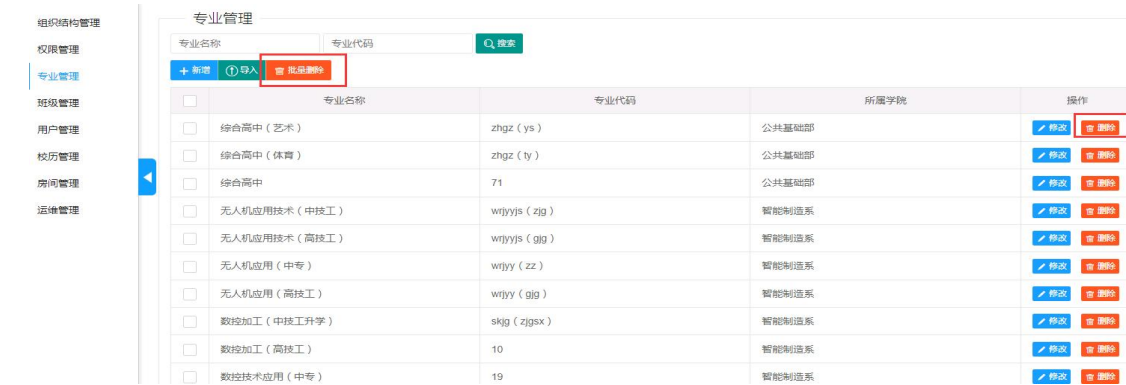 组织结构管理
权限管理
专业管理
班级管理
用户管理
校历管理
房间管理
运维管理
专业管理
专业名称 专业代码 搜索
新增 导入 批量删除
专业名称 专业代码 所属学院 操作
综合高中（艺术） zhgz（ys） 公共基础部 修改 删除
综合高中（体育） zhgz（ty） 公共基础部 修改 删除
综合高中 71 公共基础部 修改 删除
无人机应用技术（中技工） wrjyyjs（zjg） 智能制造系 修改 删除
无人机应用技术（高技工） wrjyyjs（gjg） 智能制造系 修改 删除
无人机应用（中专） wrjyy（zz） 智能制造系 修改 删除
无人机应用（高技工） wrjyy（gjg） 智能制造系 修改 删除
数控加工（中技工升学） skjg（zjgsx） 智能制造系 修改 删除
数控加工（高技工） 10 智能制造系 修改 删除
数控技术应用（中专） 19 智能制造系 修改 删除